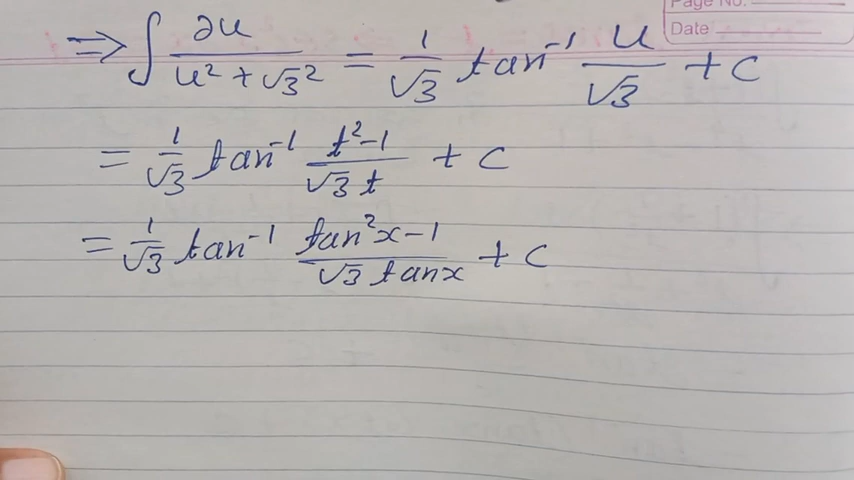 Page No.
Date
⇒ ∫ ∂u / (u² + √3²) = 1/√3 tan⁻¹ u/√3 + c
= 1/√3 tan⁻¹ (t²-1)/(√3 t) + c
= 1/√3 tan⁻¹ (tan²x-1)/(√3 tanx) + c